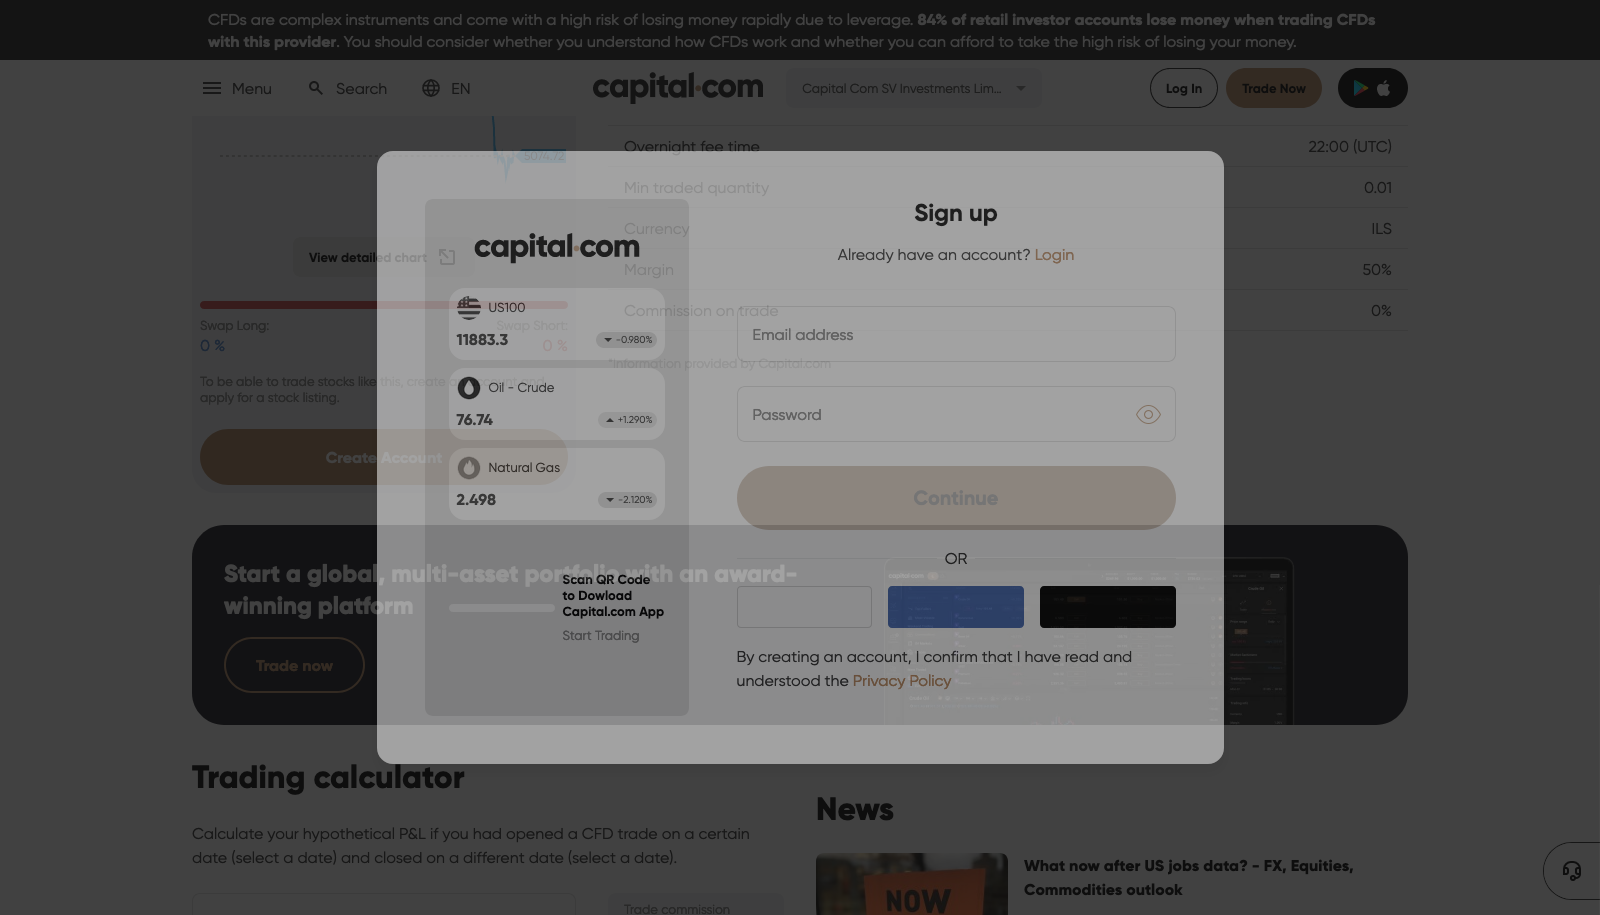 CFDs are complex instruments and come with a high risk of losing money rapidly due to leverage. 84% of retail investor accounts lose money when trading CFDs
with this provider. You should consider whether you understand how CFDs work and whether you can afford to take the high risk of losing your money.
Menu
Search
EN
capital.com
Capital Com SV Investments Lim...
Log In
Trade Now
5074.72
View detailed chart
Swap Long:
0 %
Swap Short:
0 %
To be able to trade stocks like this, create
apply for a stock listing.
Create Account
Overnight fee time 22:00 (UTC)
Min traded quantity 0.01
Currency ILS
Margin 50%
Commission on trade 0%
*Information provided by Capital.com
capital.com
US100
11883.3 -0.980%
Oil - Crude
76.74 +1.290%
Natural Gas
2.498 -2.120%
Scan QR Code
to Dowload
Capital.com App
Start Trading
Sign up
Already have an account? Login
Email address
Password
Continue
OR
By creating an account, I confirm that I have read and
understood the Privacy Policy
Start a global, multi-asset portfolio with an award-
winning platform
Trade now
Trading calculator
Calculate your hypothetical P&L if you had opened a CFD trade on a certain
date (select a date) and closed on a different date (select a date).
Trade commission
News
NOW
What now after US jobs data? - FX, Equities,
Commodities outlook